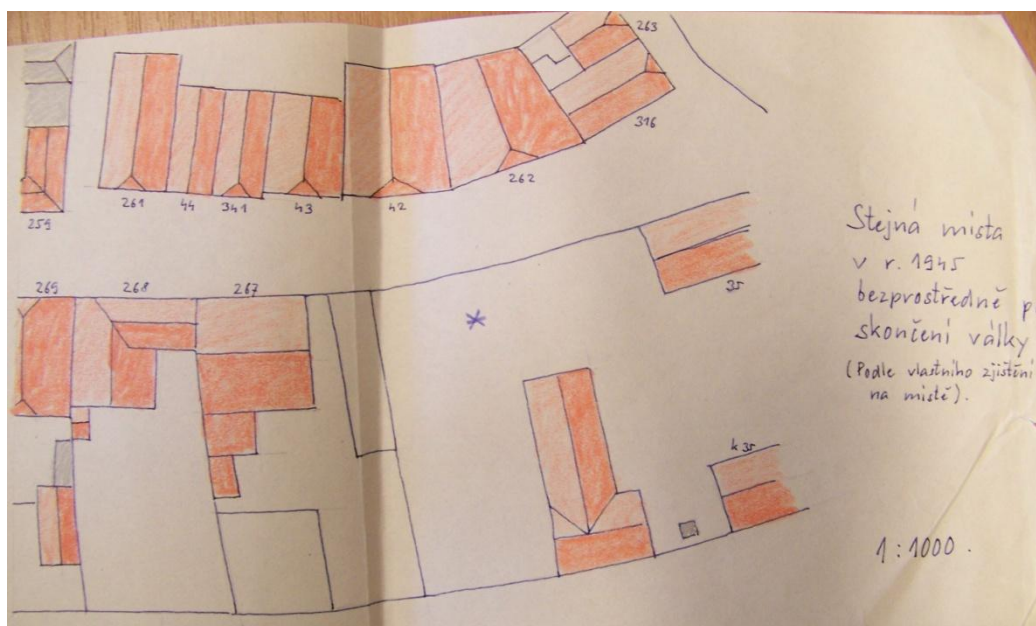 263
316
259
261
44
341
43
42
262
35
269
268
267
k 35
Stejná místa
v r. 1945
bezprostředně p
skončení války
(Podle vlastního zjištění
na místě).
1 : 1000.